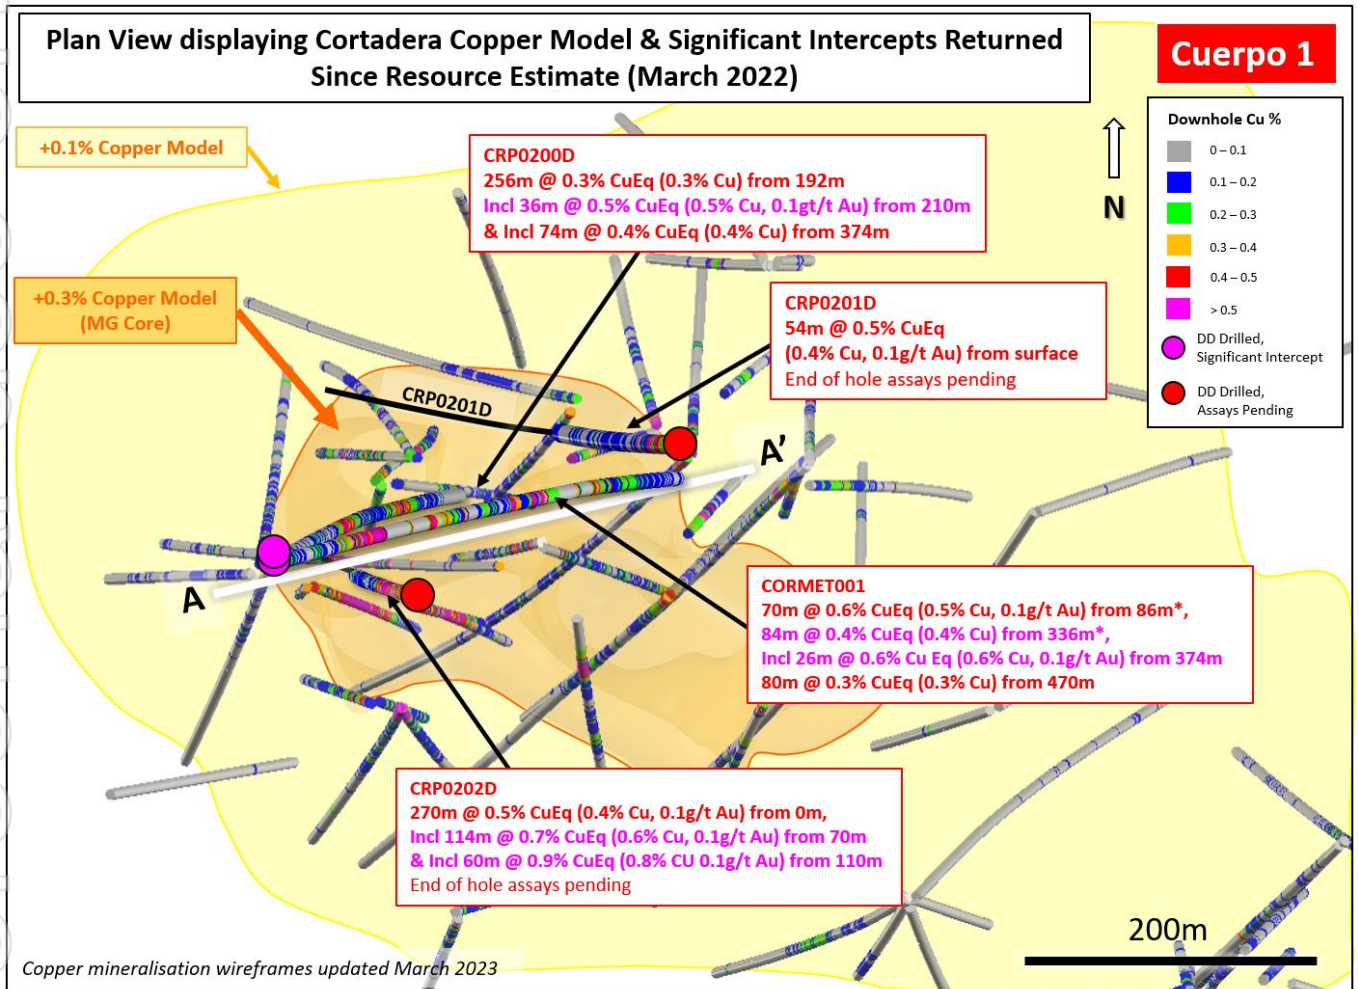 Plan View displaying Cortadera Copper Model & Significant Intercepts Returned
Since Resource Estimate (March 2022)
Cuerpo 1
Downhole Cu %
0 – 0.1
0.1 – 0.2
0.2 – 0.3
0.3 – 0.4
0.4 – 0.5
> 0.5
DD Drilled,
Significant Intercept
DD Drilled,
Assays Pending
N
+0.1% Copper Model
CRP0200D
256m @ 0.3% CuEq (0.3% Cu) from 192m
Incl 36m @ 0.5% CuEq (0.5% Cu, 0.1gt/t Au) from 210m
& Incl 74m @ 0.4% CuEq (0.4% Cu) from 374m
+0.3% Copper Model
(MG Core)
CRP0201D
54m @ 0.5% CuEq
(0.4% Cu, 0.1g/t Au) from surface
End of hole assays pending
CRP0201D
A'
A
CORMET001
70m @ 0.6% CuEq (0.5% Cu, 0.1g/t Au) from 86m*,
84m @ 0.4% CuEq (0.4% Cu) from 336m*,
Incl 26m @ 0.6% Cu Eq (0.6% Cu, 0.1g/t Au) from 374m
80m @ 0.3% CuEq (0.3% Cu) from 470m
CRP0202D
270m @ 0.5% CuEq (0.4% Cu, 0.1g/t Au) from 0m,
Incl 114m @ 0.7% CuEq (0.6% Cu, 0.1g/t Au) from 70m
& Incl 60m @ 0.9% CuEq (0.8% CU 0.1g/t Au) from 110m
End of hole assays pending
200m
Copper mineralisation wireframes updated March 2023